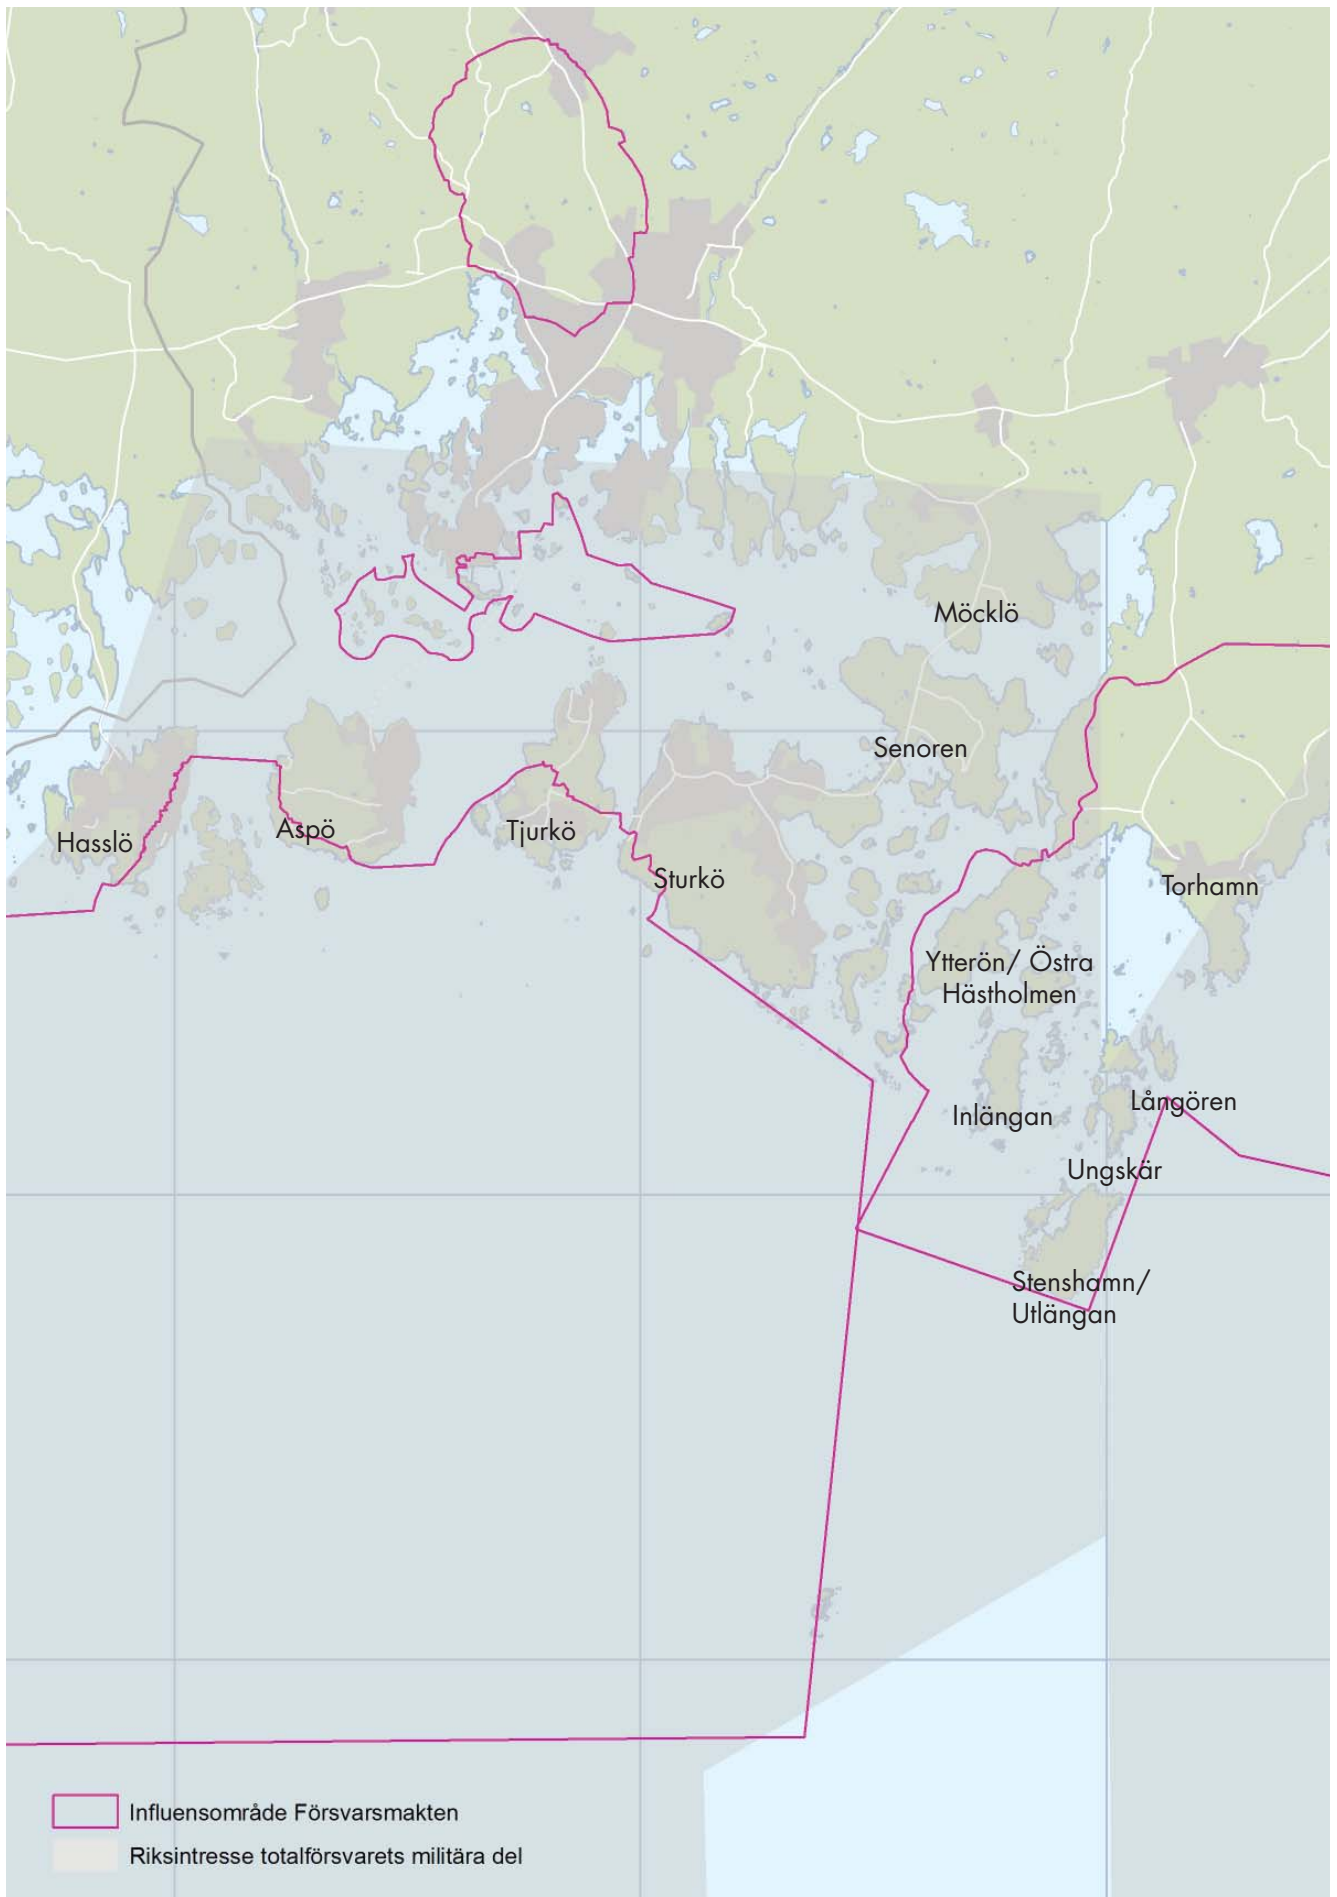 Möcklö
Senoren
Hasslö
Aspö
Tjurkö
Sturkö
Torhamn
Ytterön/ Östra
Hästholmen
Långören
Inlängan
Ungskär
Stenshamn/
Utlängan
Influensområde Försvarsmakten
Riksintresse totalförsvarets militära del